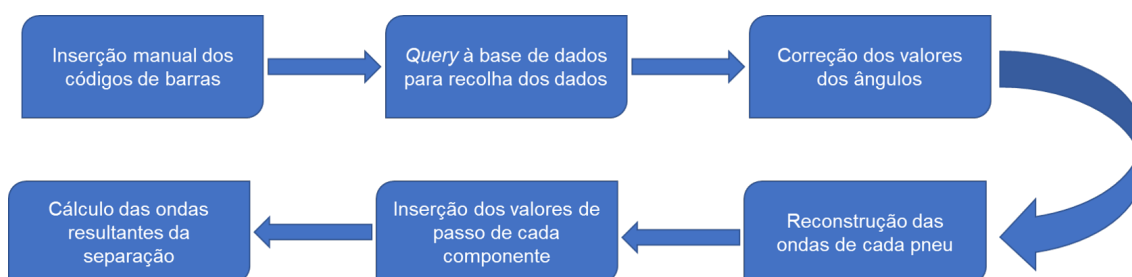 Inserção manual dos
códigos de barras
Query à base de dados
para recolha dos dados
Correção dos valores
dos ângulos
Reconstrução das
ondas de cada pneu
Inserção dos valores de
passo de cada
componente
Cálculo das ondas
resultantes da
separação